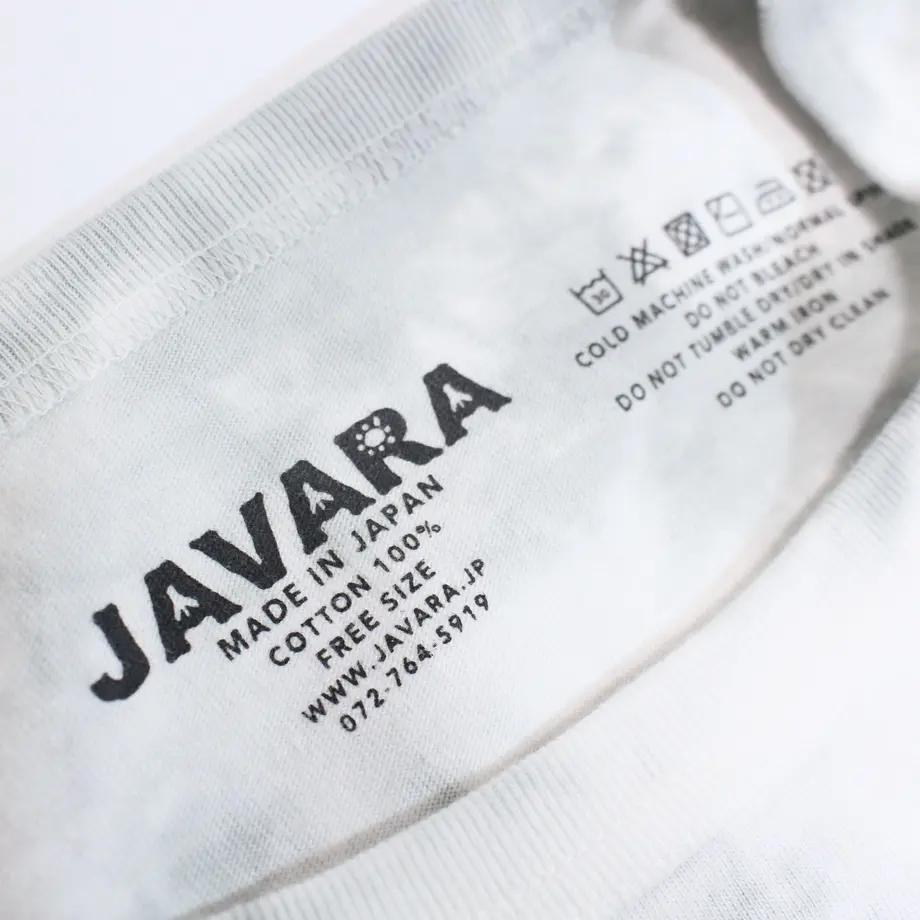 JAVARA
MADE IN JAPAN
COTTON 100%
FREE SIZE
WWW.JAVARA.JP
072-764-5919
30
COLD MACHINE WASH/NORMAL
DO NOT BLEACH
DO NOT TUMBLE DRY/DRY IN SHADE
WARM IRON
DO NOT DRY CLEAN